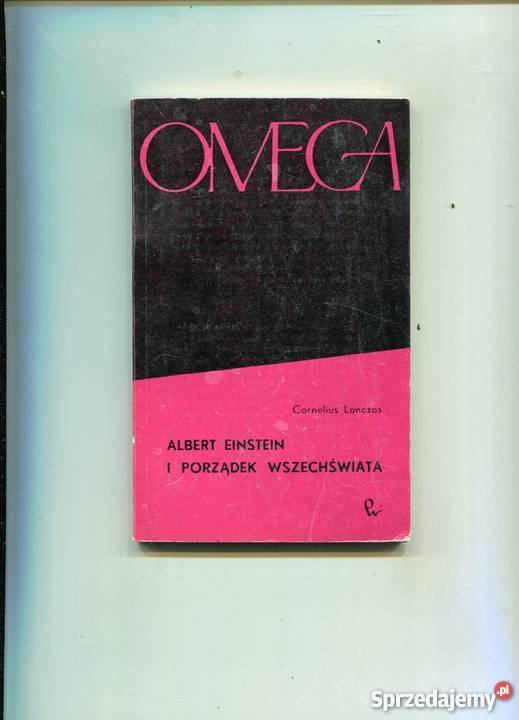 OMEGA
Cornelius Lanczos
ALBERT EINSTEIN
I PORZĄDEK WSZECHŚWIATA
Sprzedajemy.pl